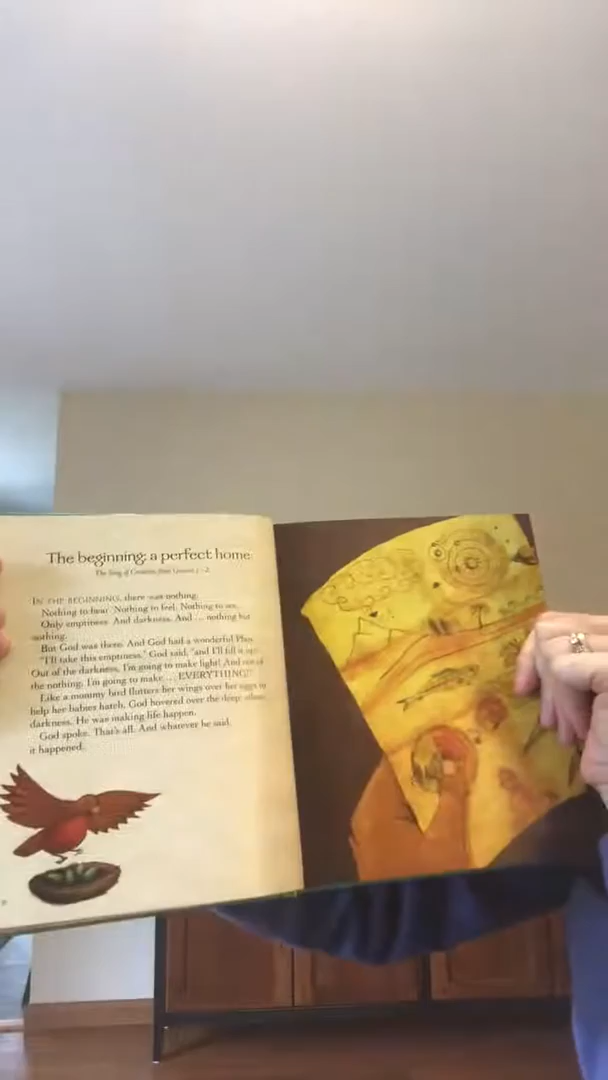 The beginning: a perfect home
The Song of Creation, from Genesis 1 - 2
IN THE BEGINNING, there was nothing.
Nothing to hear. Nothing to feel. Nothing to see.
Only emptiness. And darkness. And ... nothing but
nothing.
But God was there. And God had a wonderful Plan.
"I'll take this emptiness," God said, "and I'll fill it up!
Out of the darkness, I'm going to make light! And out of
the nothing, I'm going to make ... EVERYTHING!"
Like a mommy bird flutters her wings over her eggs to
help her babies hatch, God hovered over the deep, silent
darkness. He was making life happen.
God spoke. That's all. And whatever he said,
it happened.